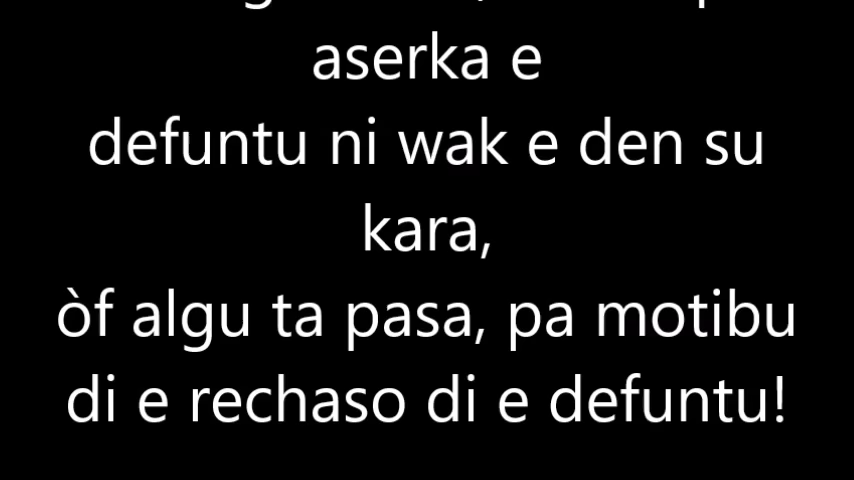 aserka e
defuntu ni wak e den su
kara,
òf algu ta pasa, pa motibu
di e rechaso di e defuntu!